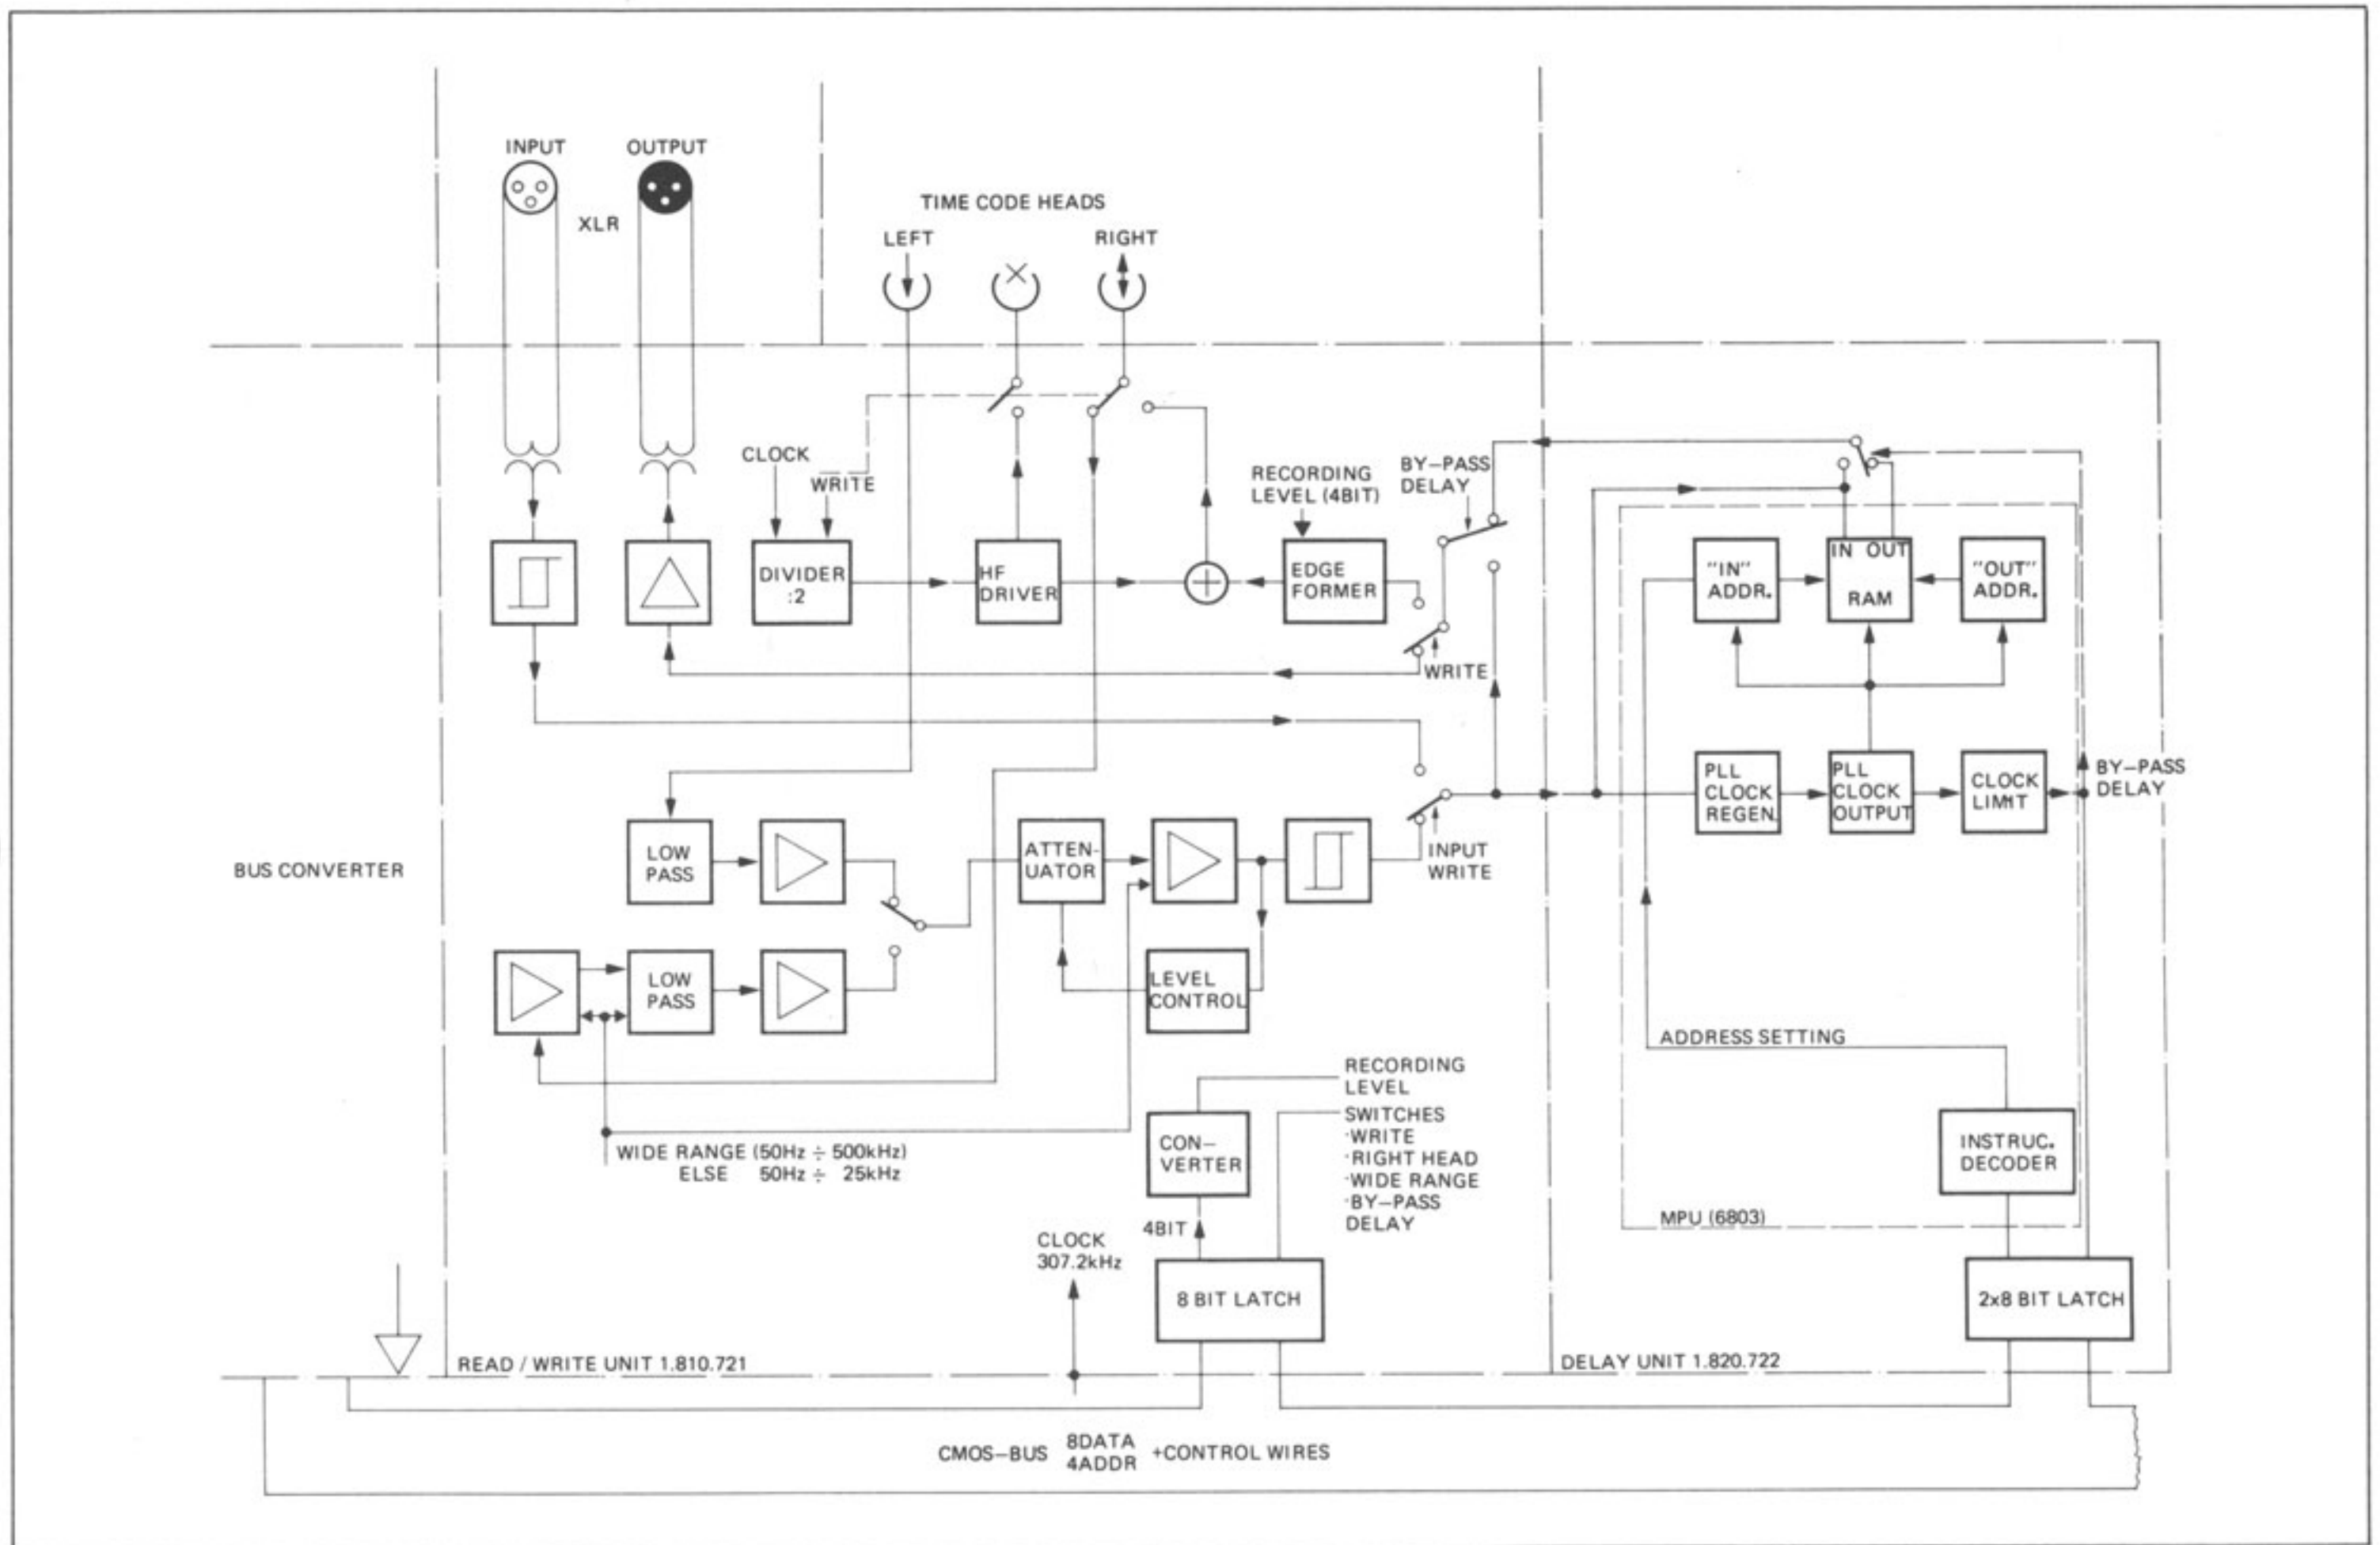 INPUT
OUTPUT
XLR
TIME CODE HEADS
LEFT
RIGHT
CLOCK
WRITE
RECORDING
LEVEL (4BIT)
BY-PASS
DELAY
DIVIDER
:2
HF
DRIVER
EDGE
FORMER
WRITE
"IN"
ADDR.
IN OUT
RAM
"OUT"
ADDR.
PLL
CLOCK
REGEN.
PLL
CLOCK
OUTPUT
CLOCK
LIMIT
BY-PASS
DELAY
BUS CONVERTER
LOW
PASS
ATTEN-
UATOR
INPUT
WRITE
LOW
PASS
LEVEL
CONTROL
ADDRESS SETTING
RECORDING
LEVEL
SWITCHES
·WRITE
·RIGHT HEAD
·WIDE RANGE
·BY-PASS
DELAY
CON-
VERTER
WIDE RANGE (50Hz ÷ 500kHz)
ELSE 50Hz ÷ 25kHz
INSTRUC.
DECODER
MPU (6803)
4BIT
CLOCK
307.2kHz
8 BIT LATCH
2x8 BIT LATCH
READ / WRITE UNIT 1.810.721
DELAY UNIT 1.820.722
CMOS-BUS 8DATA
4ADDR +CONTROL WIRES